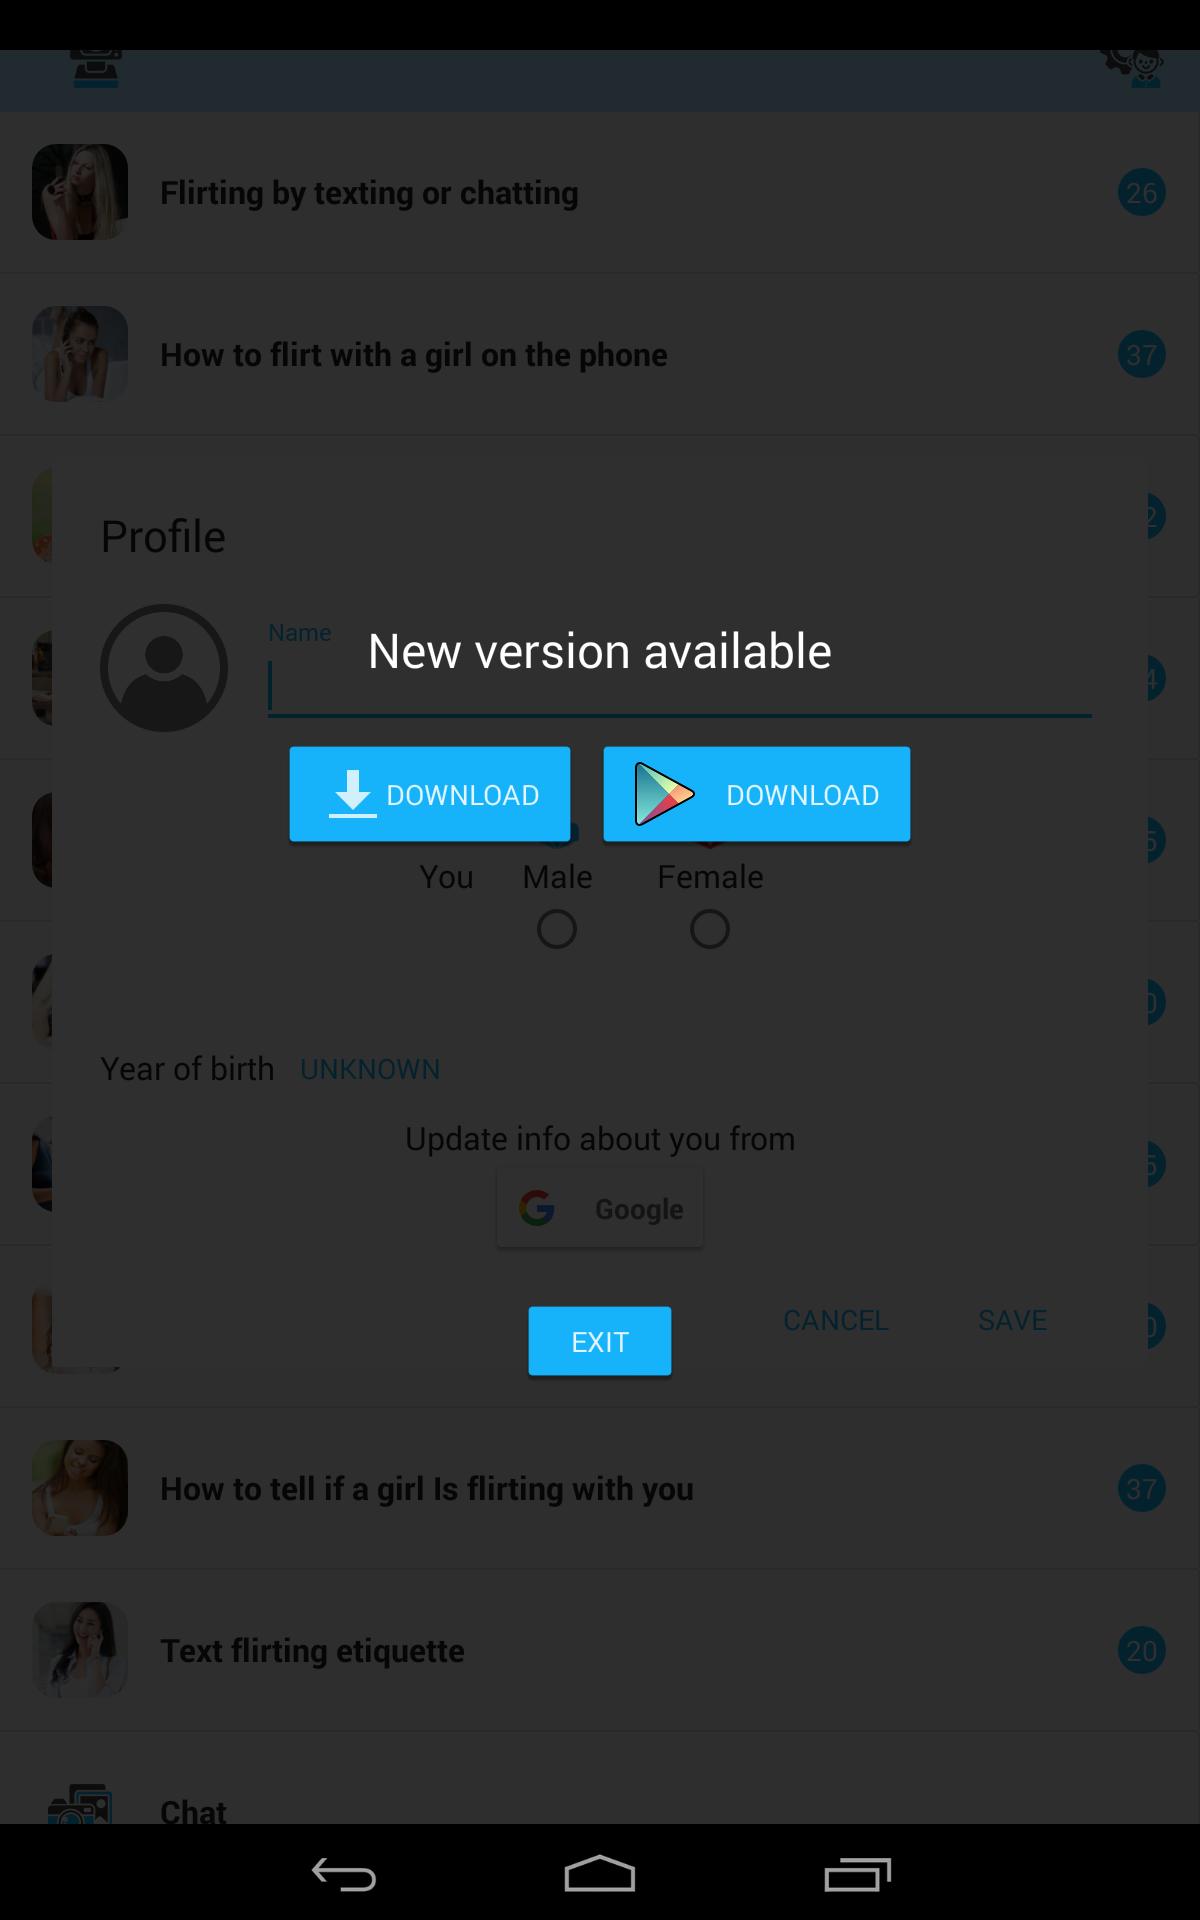 Flirting by texting or chatting
26
How to flirt with a girl on the phone
37
Profile
Name
New version available
DOWNLOAD
DOWNLOAD
You
Male
Female
Year of birth
UNKNOWN
Update info about you from
Google
CANCEL
SAVE
EXIT
How to tell if a girl Is flirting with you
37
Text flirting etiquette
20
Chat